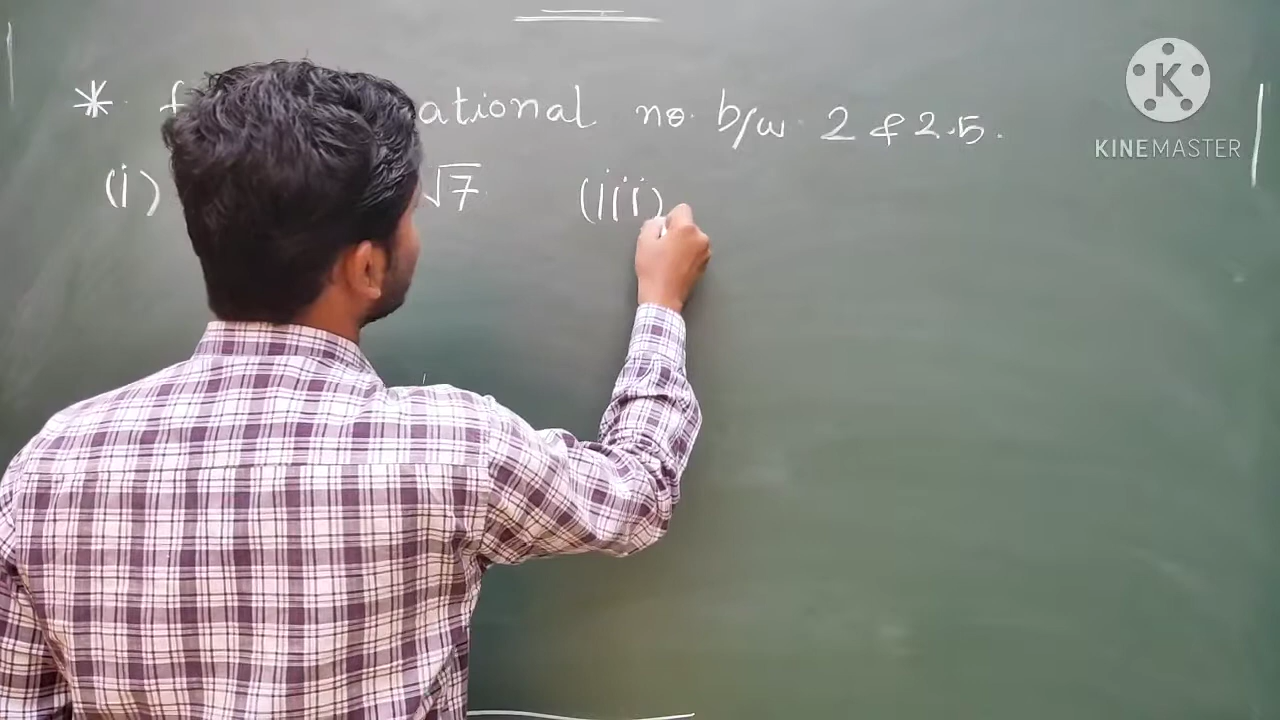 * ational no. b/w 2 & 2.5.
(i) √7 (iii)
KINEMASTER